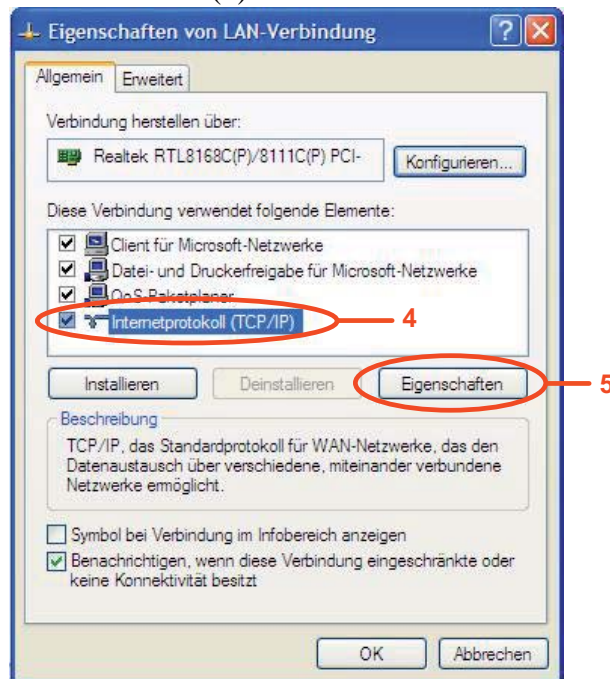 Eigenschaften von LAN-Verbindung
Allgemein Erweitert
Verbindung herstellen über:
Realtek RTL8168C(P)/8111C(P) PCI- Konfigurieren...
Diese Verbindung verwendet folgende Elemente:
Client für Microsoft-Netzwerke
Datei- und Druckerfreigabe für Microsoft-Netzwerke
QoS-Paketplaner
Internetprotokoll (TCP/IP) 4
Installieren Deinstallieren Eigenschaften 5
Beschreibung
TCP/IP, das Standardprotokoll für WAN-Netzwerke, das den
Datenaustausch über verschiedene, miteinander verbundene
Netzwerke ermöglicht.
Symbol bei Verbindung im Infobereich anzeigen
Benachrichtigen, wenn diese Verbindung eingeschränkte oder
keine Konnektivität besitzt
OK Abbrechen